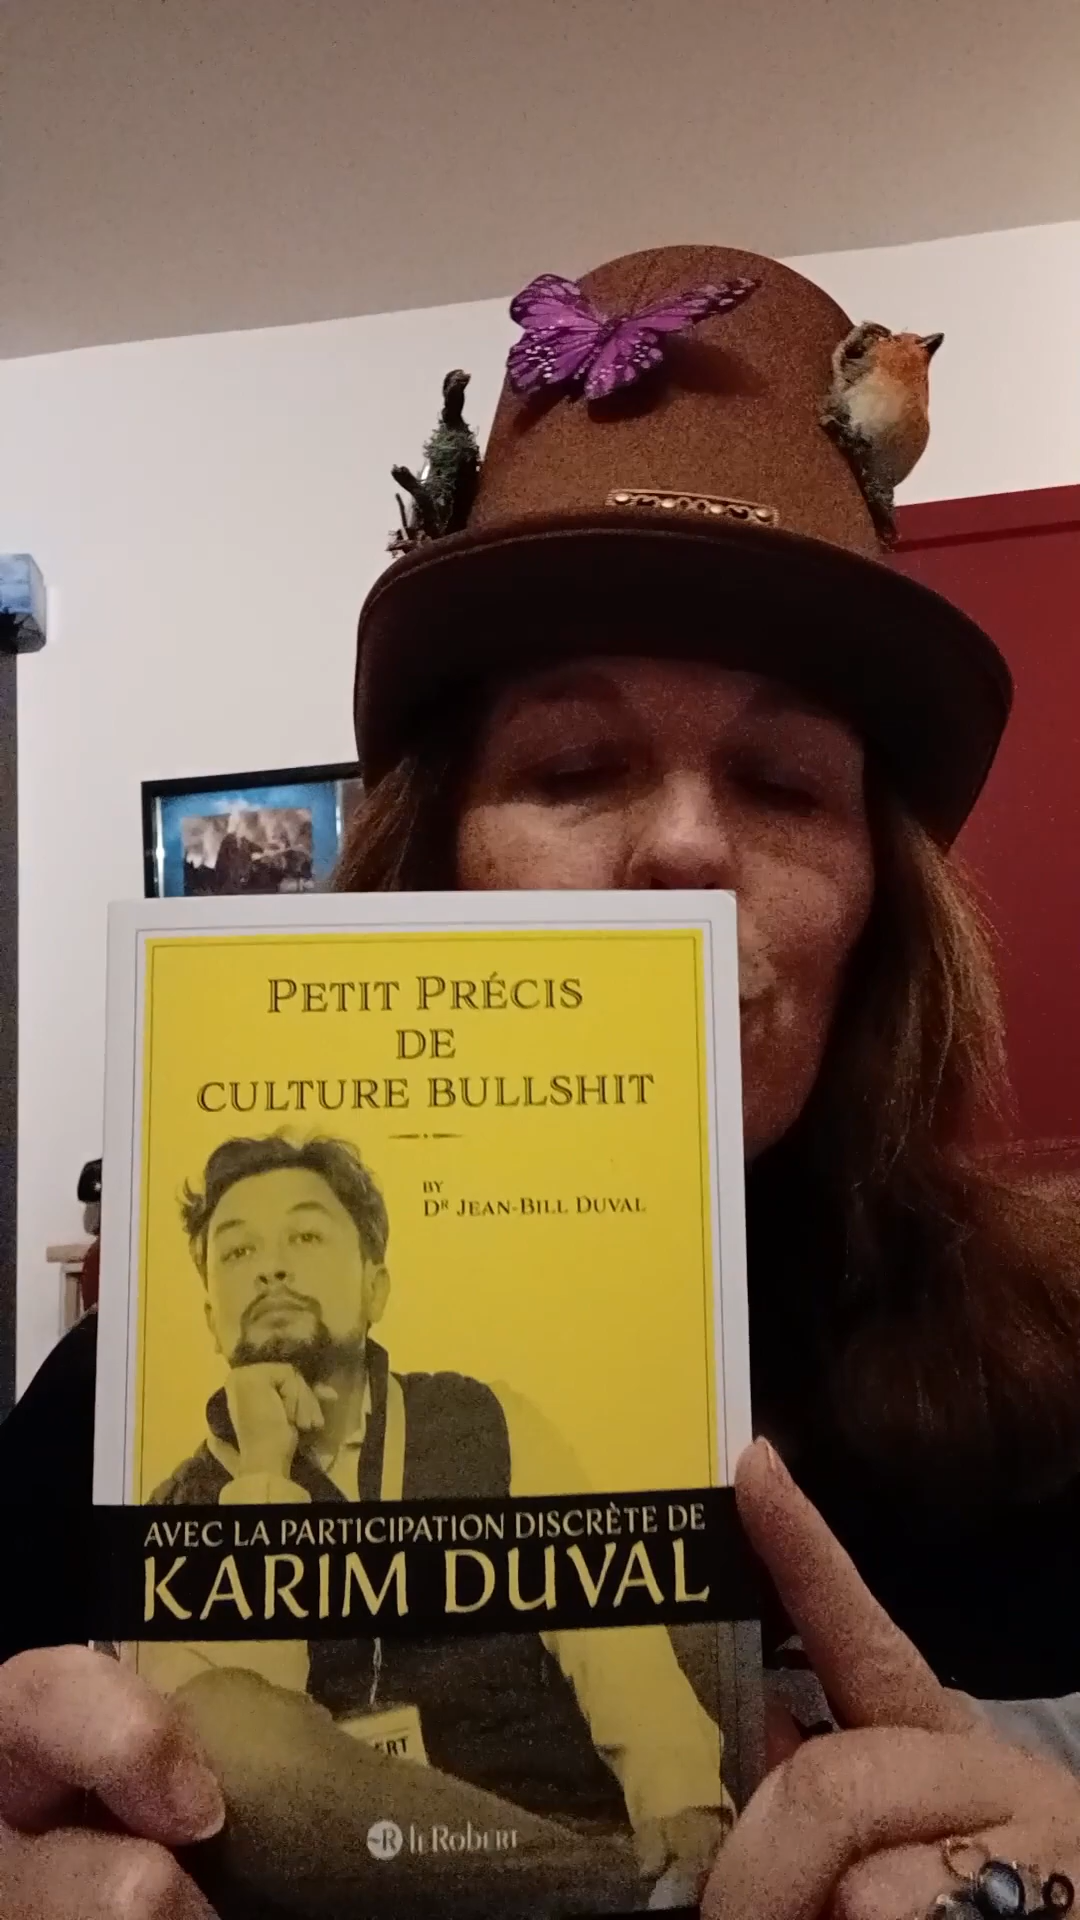 PETIT PRÉCIS
DE
CULTURE BULLSHIT
BY
DR JEAN-BILL DUVAL
AVEC LA PARTICIPATION DISCRÈTE DE
KARIM DUVAL
ERT
R le Robert